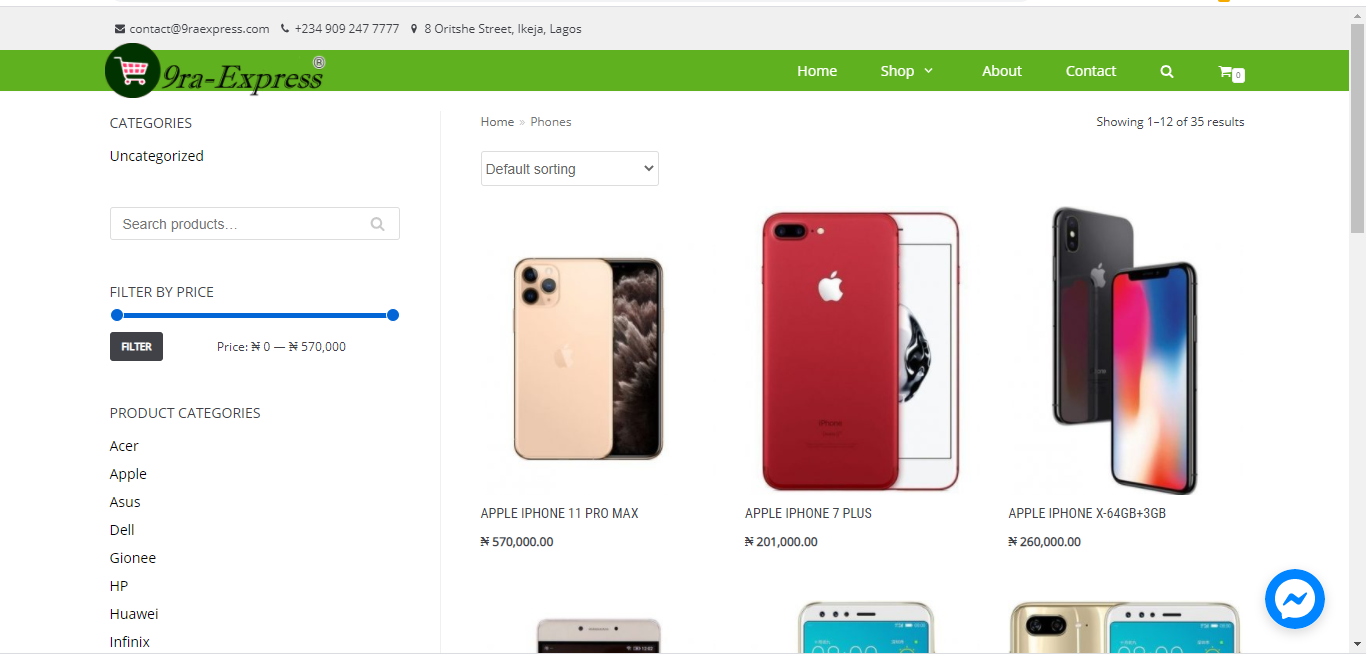 contact@9raexpress.com +234 909 247 7777 8 Oritshe Street, Ikeja, Lagos
9ra-Express ®
Home Shop About Contact 0
CATEGORIES
Uncategorized
Search products…
FILTER BY PRICE
FILTER Price: ₦ 0 — ₦ 570,000
PRODUCT CATEGORIES
Acer
Apple
Asus
Dell
Gionee
HP
Huawei
Infinix
Home » Phones
Showing 1–12 of 35 results
Default sorting
APPLE IPHONE 11 PRO MAX
₦ 570,000.00
APPLE IPHONE 7 PLUS
₦ 201,000.00
APPLE IPHONE X-64GB+3GB
₦ 260,000.00